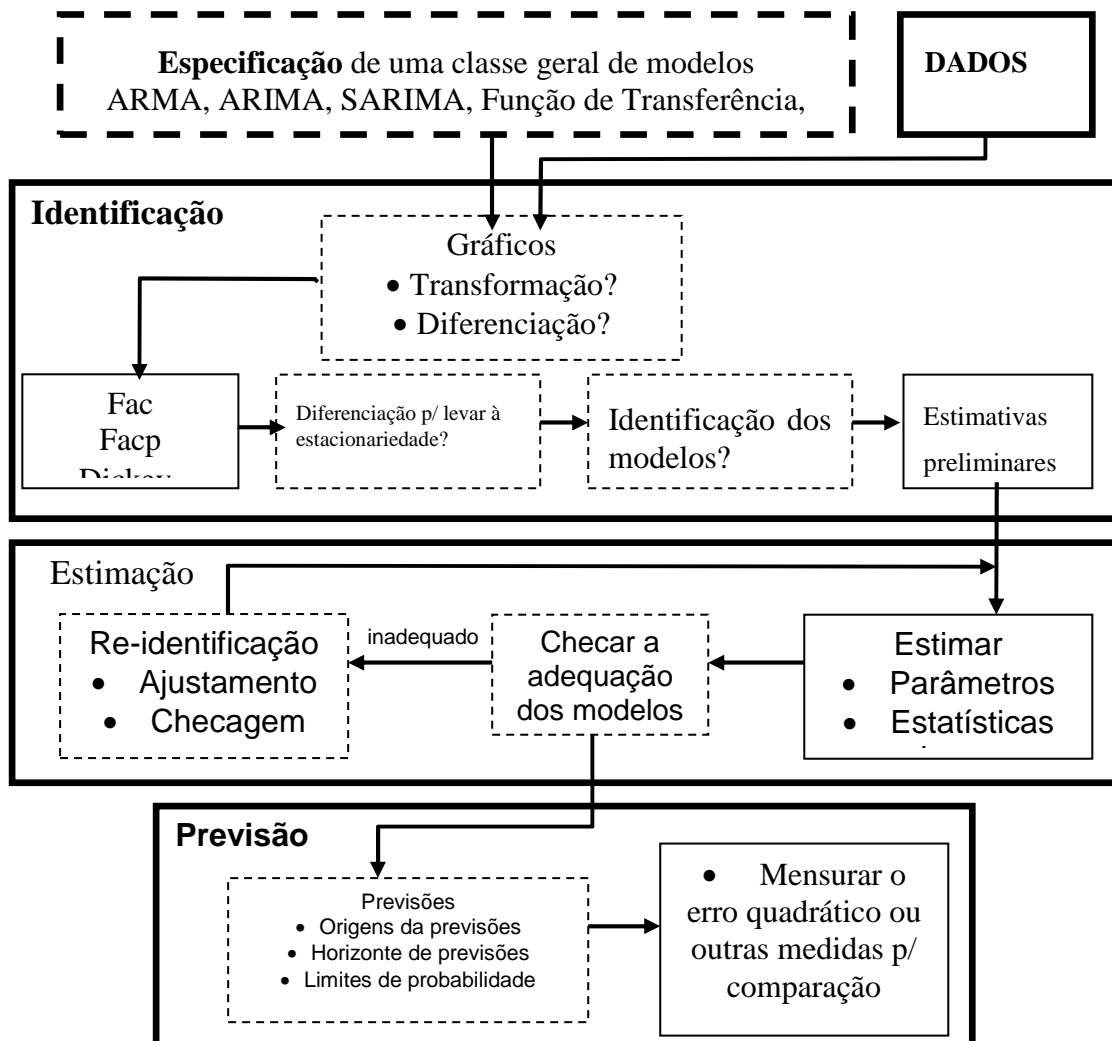 Especificação de uma classe geral de modelos
ARMA, ARIMA, SARIMA, Função de Transferência,
DADOS
Identificação
Gráficos
• Transformação?
• Diferenciação?
Fac
Facp
Diferenciação p/ levar à
estacionariedade?
Identificação dos
modelos?
Estimativas
preliminares
Estimação
Re-identificação
• Ajustamento
• Checagem
inadequado
Checar a
adequação
dos modelos
Estimar
• Parâmetros
• Estatísticas
Previsão
Previsões
• Origens da previsões
• Horizonte de previsões
• Limites de probabilidade
• Mensurar o
erro quadrático ou
outras medidas p/
comparação